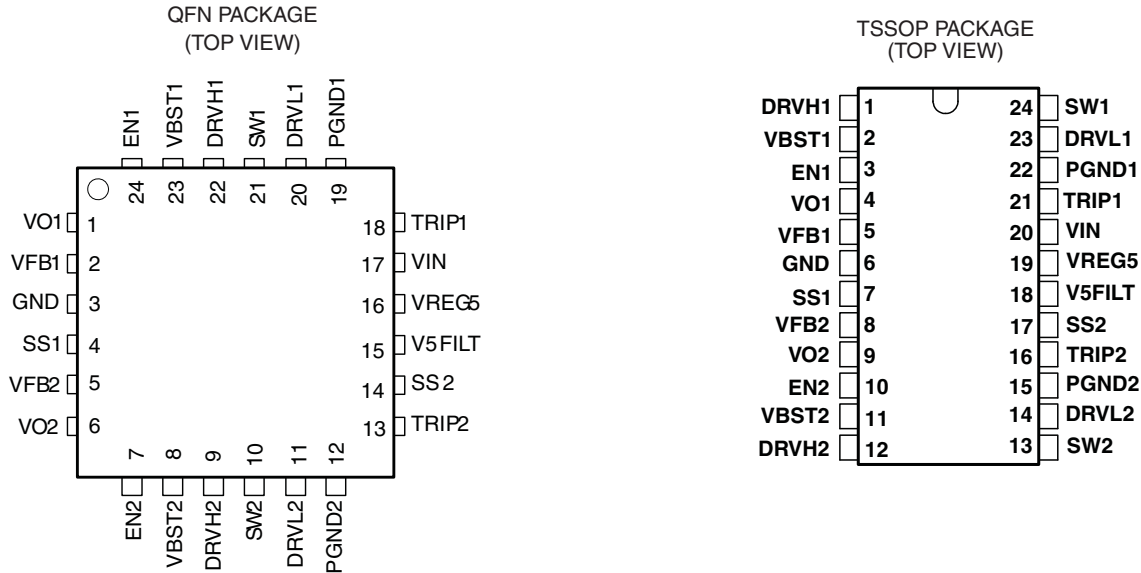 QFN PACKAGE
(TOP VIEW)
EN1
VBST1
DRVH1
SW1
DRVL1
PGND1
24
23
22
21
20
19
VO1 1
VFB1 2
GND 3
SS1 4
VFB2 5
VO2 6
18 TRIP1
17 VIN
16 VREG5
15 V5FILT
14 SS2
13 TRIP2
7
8
9
10
11
12
EN2
VBST2
DRVH2
SW2
DRVL2
PGND2
TSSOP PACKAGE
(TOP VIEW)
DRVH1 1 24 SW1
VBST1 2 23 DRVL1
EN1 3 22 PGND1
VO1 4 21 TRIP1
VFB1 5 20 VIN
GND 6 19 VREG5
SS1 7 18 V5FILT
VFB2 8 17 SS2
VO2 9 16 TRIP2
EN2 10 15 PGND2
VBST2 11 14 DRVL2
DRVH2 12 13 SW2